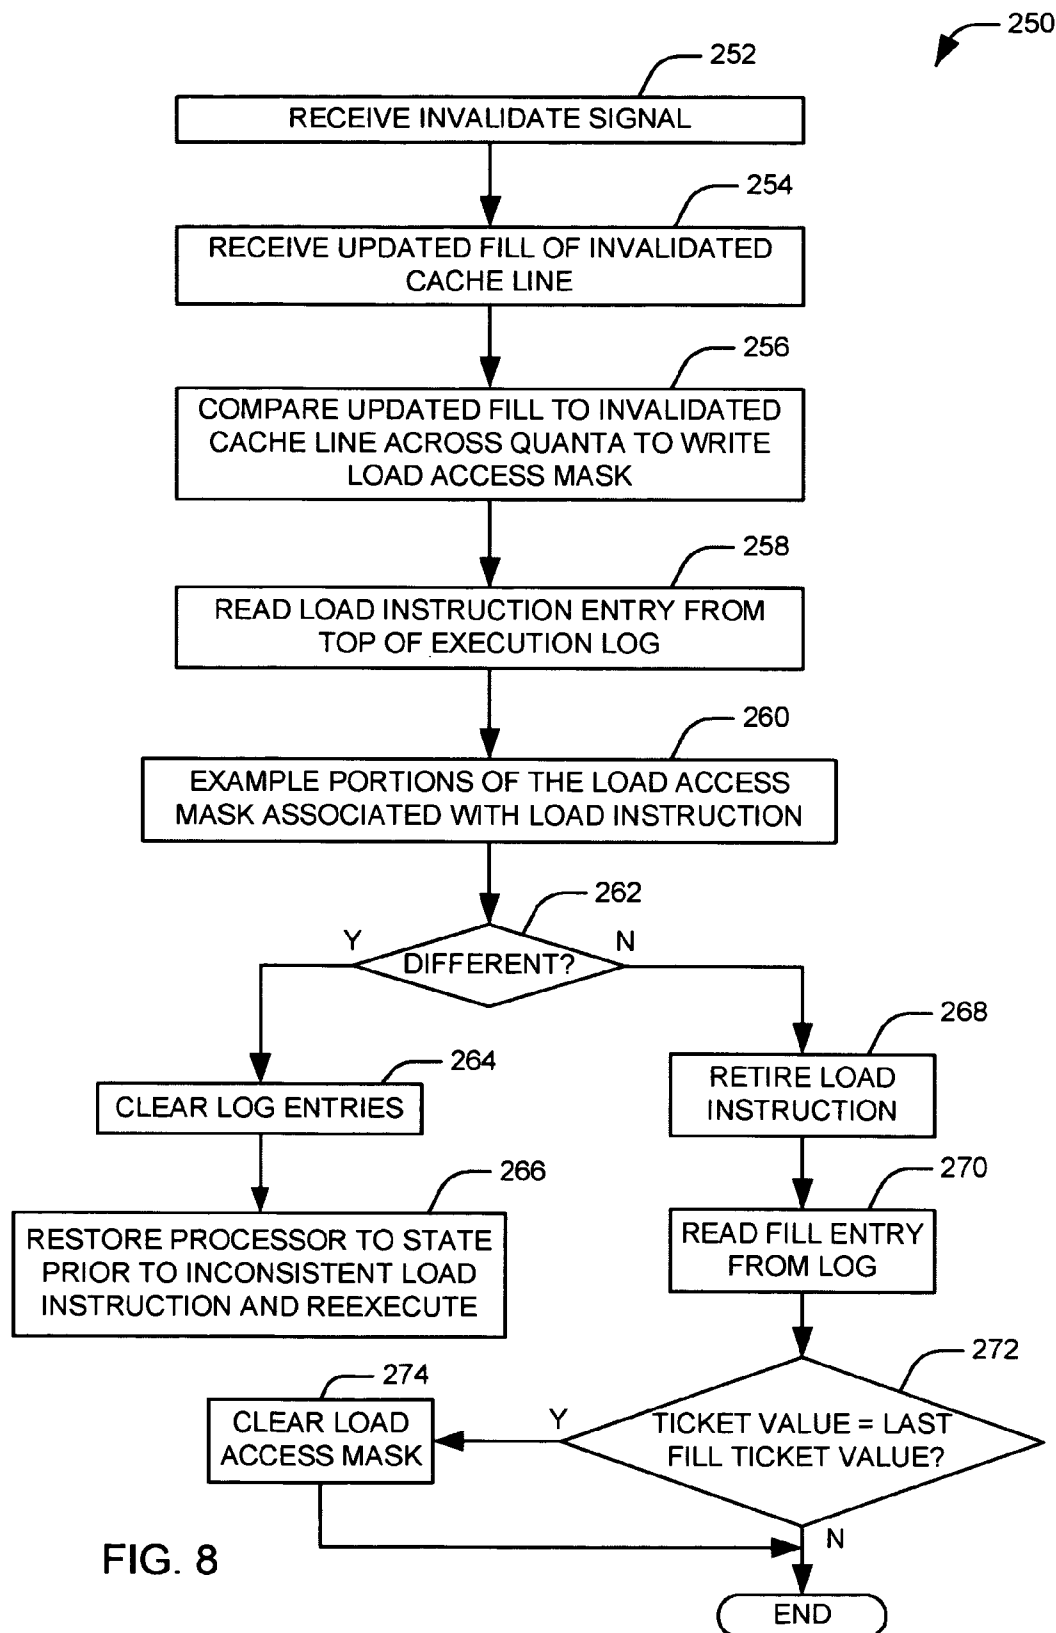 250
252
RECEIVE INVALIDATE SIGNAL
254
RECEIVE UPDATED FILL OF INVALIDATED
CACHE LINE
256
COMPARE UPDATED FILL TO INVALIDATED
CACHE LINE ACROSS QUANTA TO WRITE
LOAD ACCESS MASK
258
READ LOAD INSTRUCTION ENTRY FROM
TOP OF EXECUTION LOG
260
EXAMPLE PORTIONS OF THE LOAD ACCESS
MASK ASSOCIATED WITH LOAD INSTRUCTION
262
Y
N
DIFFERENT?
264
CLEAR LOG ENTRIES
266
RESTORE PROCESSOR TO STATE
PRIOR TO INCONSISTENT LOAD
INSTRUCTION AND REEXECUTE
268
RETIRE LOAD
INSTRUCTION
270
READ FILL ENTRY
FROM LOG
272
TICKET VALUE = LAST
FILL TICKET VALUE?
Y
274
CLEAR LOAD
ACCESS MASK
N
END
FIG. 8